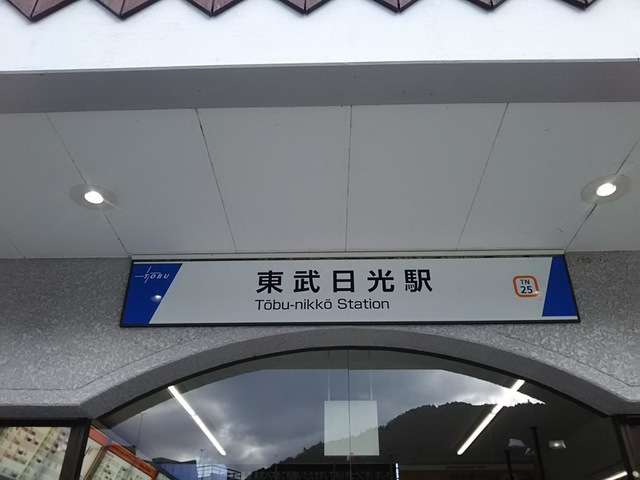 TOBU
東武日光駅
Tōbu-nikkō Station
TN
25